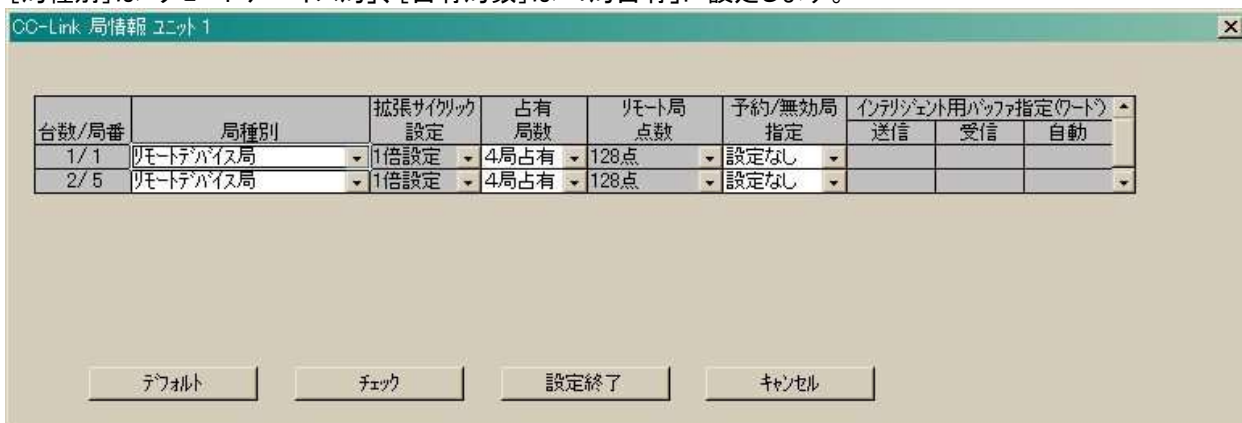 CC-Link 局情報 ユニット 1
台数/局番 局種別 拡張サイクリック設定 占有局数 リモート局点数 予約/無効局指定 インテリジェント用バッファ指定(ワード)
送信 受信 自動
1/ 1 リモートデバイス局 1倍設定 4局占有 128点 設定なし
2/ 5 リモートデバイス局 1倍設定 4局占有 128点 設定なし
デフォルト チェック 設定終了 キャンセル